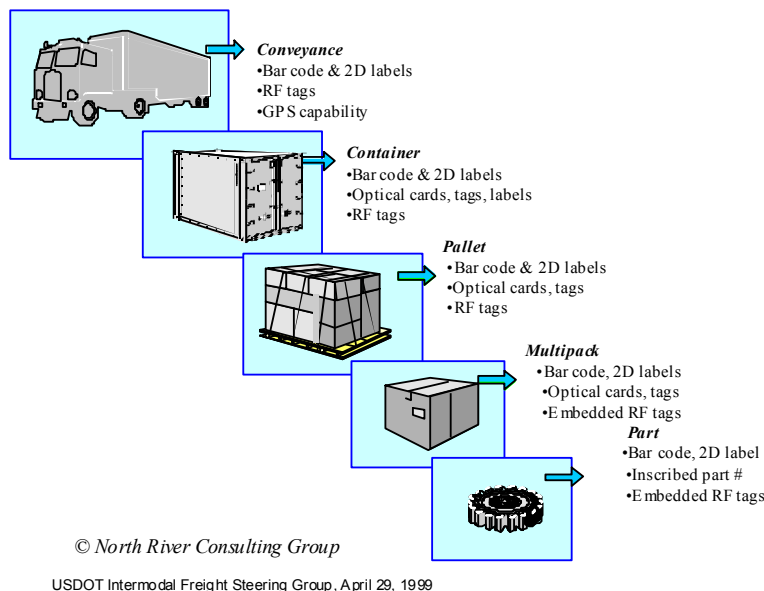 Conveyance
•Bar code & 2D labels
•RF tags
•GPS capability
Container
•Bar code & 2D labels
•Optical cards, tags, labels
•RF tags
Pallet
•Bar code & 2D labels
•Optical cards, tags
•RF tags
Multipack
•Bar code, 2D labels
•Optical cards, tags
•Embedded RF tags
Part
•Bar code, 2D label
•Inscribed part #
•Embedded RF tags
© North River Consulting Group
USDOT Intermodal Freight Steering Group, April 29, 1999